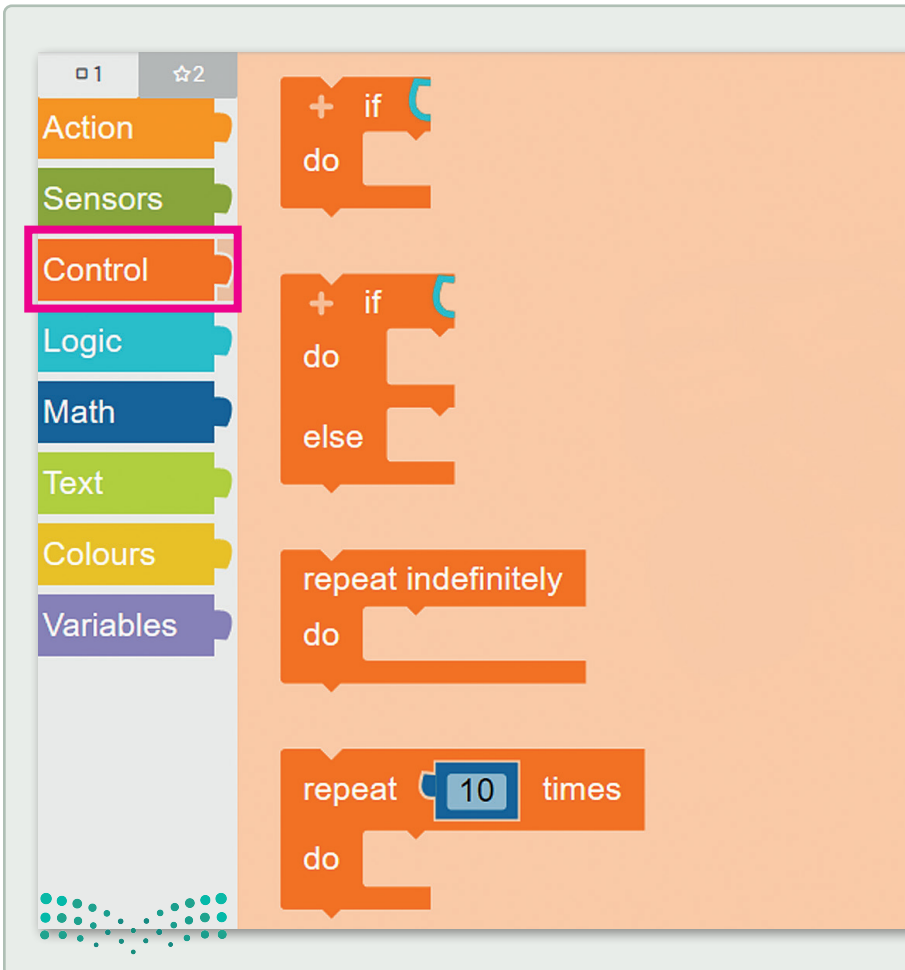 1
2
Action
Sensors
Control
Logic
Math
Text
Colours
Variables
+ if
do
+ if
do
else
repeat indefinitely
do
repeat 10 times
do